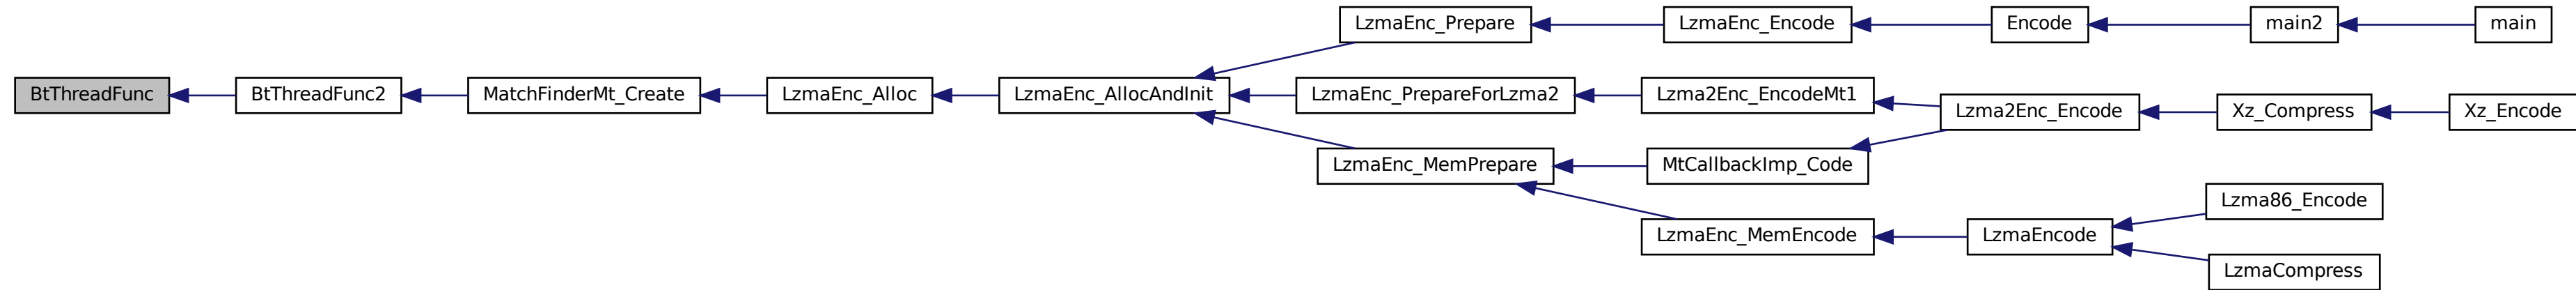 LzmaEnc_Prepare
LzmaEnc_Encode
Encode
main2
main
BtThreadFunc
BtThreadFunc2
MatchFinderMt_Create
LzmaEnc_Alloc
LzmaEnc_AllocAndInit
LzmaEnc_PrepareForLzma2
Lzma2Enc_EncodeMt1
Lzma2Enc_Encode
Xz_Compress
Xz_Encode
LzmaEnc_MemPrepare
MtCallbackImp_Code
Lzma86_Encode
LzmaEnc_MemEncode
LzmaEncode
LzmaCompress